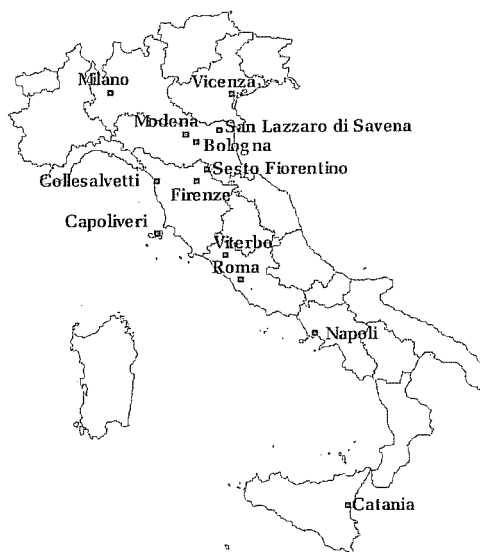 Milano
Vicenza
Modena
San Lazzaro di Savena
Bologna
Sesto Fiorentino
Collesalvetti
Firenze
Capoliveri
Viterbo
Roma
Napoli
Catania